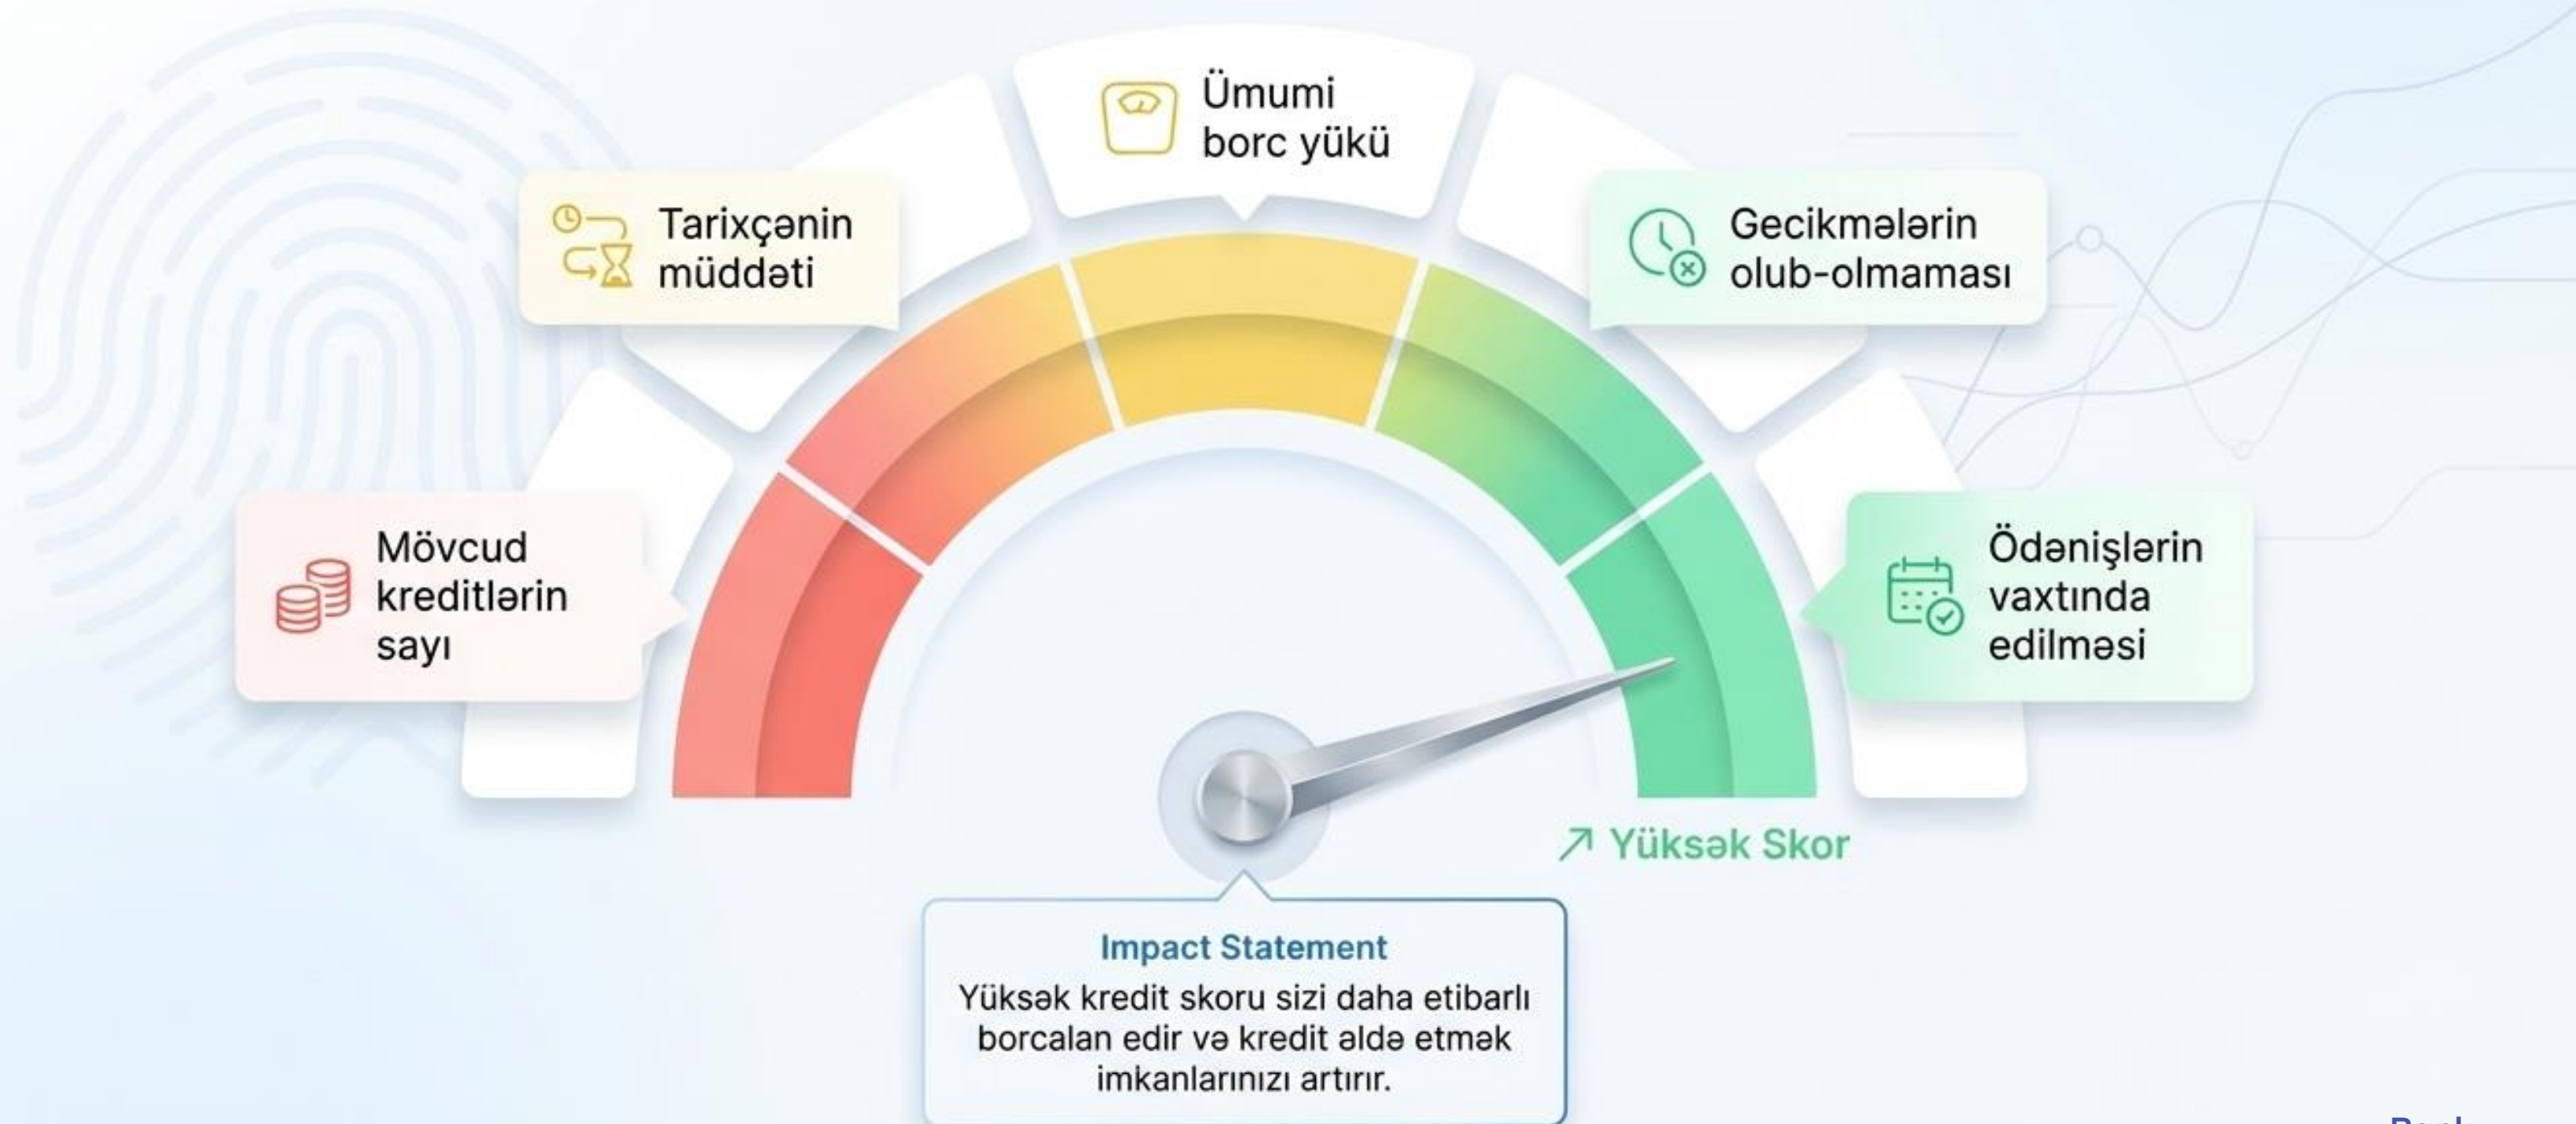 Ümumi
borc yükü
Tarixçənin
müddəti
Gecikmələrin
olub-olmaması
Mövcud
kreditlərin
sayı
Ödənişlərin
vaxtında
edilməsi
Yüksək Skor
Impact Statement
Yüksək kredit skoru sizi daha etibarlı
borcalan edir və kredit əldə etmək
imkanlarınızı artırır.